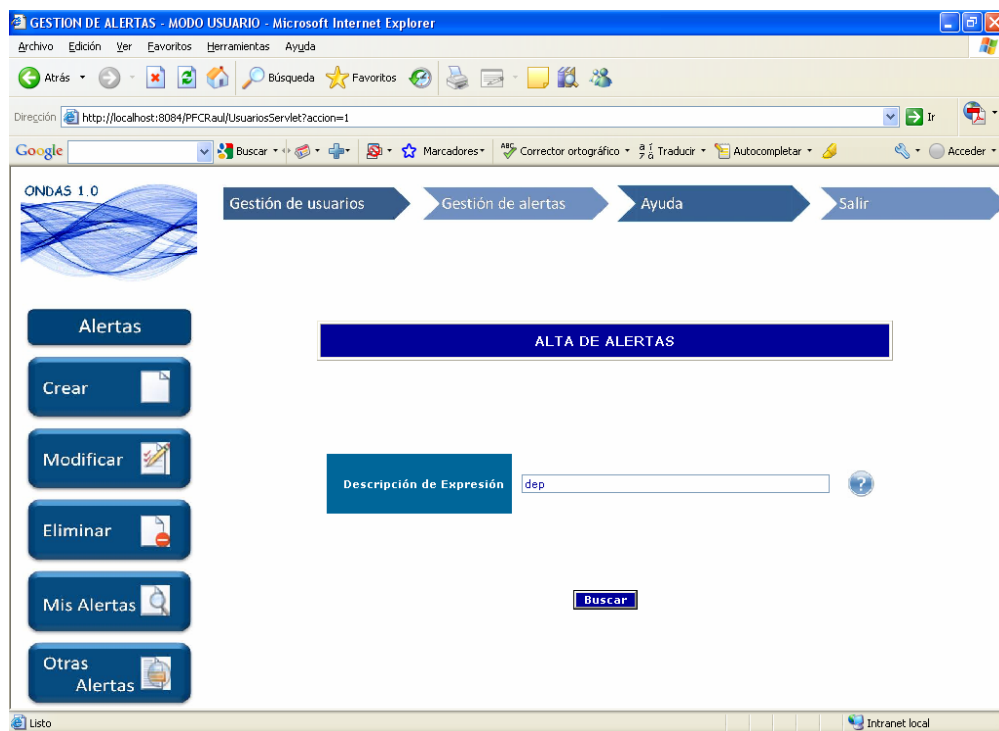 GESTION DE ALERTAS - MODO USUARIO - Microsoft Internet Explorer
Archivo Edición Ver Favoritos Herramientas Ayuda
Atrás Búsqueda Favoritos
Dirección http://localhost:8084/PFCRaul/UsuariosServlet?accion=1 Ir
Google Buscar Marcadores ABC Corrector ortográfico Traducir Autocompletar Acceder
ONDAS 1.0
Gestión de usuarios Gestión de alertas Ayuda Salir
Alertas
ALTA DE ALERTAS
Crear
Modificar
Descripción de Expresión dep ?
Eliminar
Buscar
Mis Alertas
Otras
Alertas
Listo Intranet local